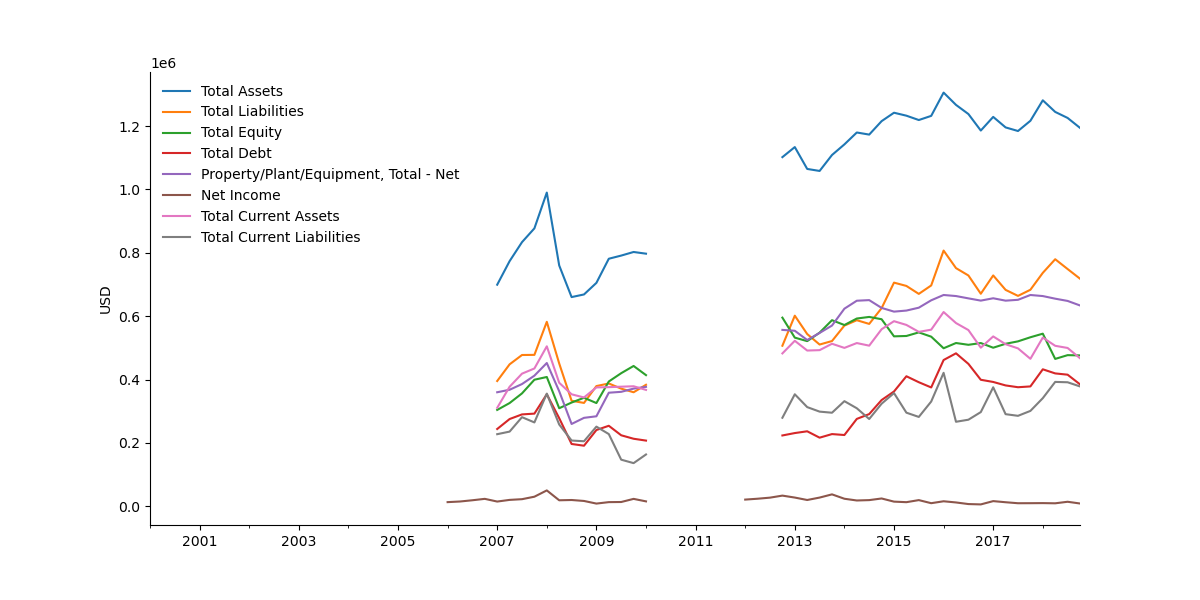 1e6
Total Assets
Total Liabilities
Total Equity
Total Debt
Property/Plant/Equipment, Total - Net
Net Income
Total Current Assets
Total Current Liabilities
1.2
1.0
0.8
0.6
0.4
0.2
0.0
USD
2001 2003 2005 2007 2009 2011 2013 2015 2017